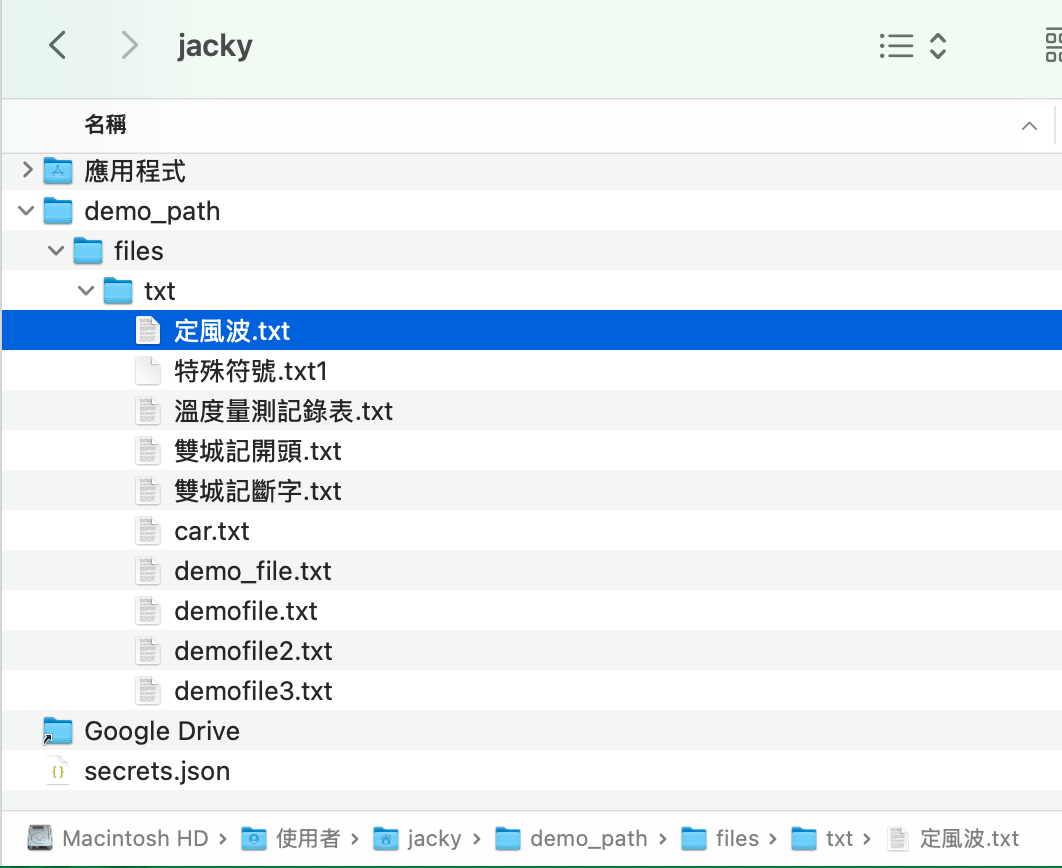 jacky
名稱
應用程式
demo_path
files
txt
定風波.txt
特殊符號.txt1
溫度量測記錄表.txt
雙城記開頭.txt
雙城記斷字.txt
car.txt
demo_file.txt
demofile.txt
demofile2.txt
demofile3.txt
Google Drive
secrets.json
Macintosh HD › 使用者 › jacky › demo_path › files › txt › 定風波.txt